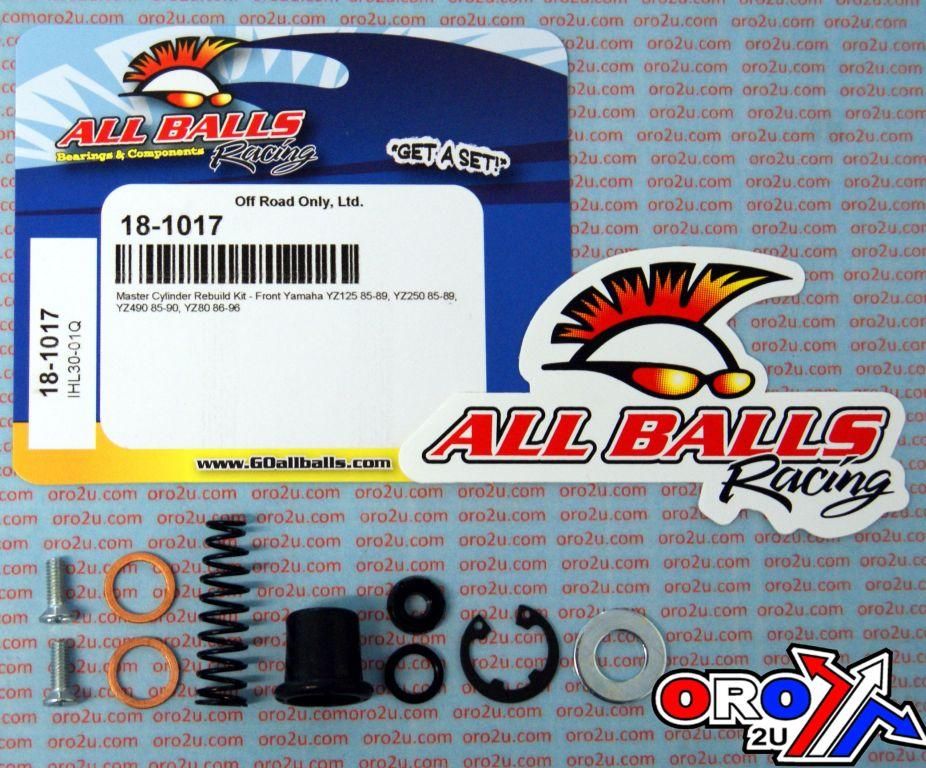 ALL BALLS
Bearings & Components Racing
"GET A SET!"
Off Road Only, Ltd.
18-1017
Master Cylinder Rebuild Kit - Front Yamaha YZ125 85-89, YZ250 85-89,
YZ490 85-90, YZ80 86-96
18-1017
IHL30-01Q
www.GOallballs.com
ALL BALLS
Racing
oro2u.com
ORO
2U